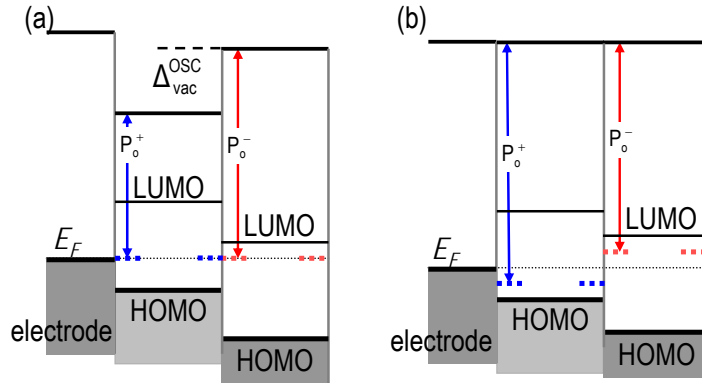 (a)
Δ_vac^OSC
P_o^+
P_o^−
LUMO
LUMO
E_F
HOMO
electrode
HOMO
(b)
P_o^+
P_o^−
LUMO
E_F
HOMO
electrode
HOMO